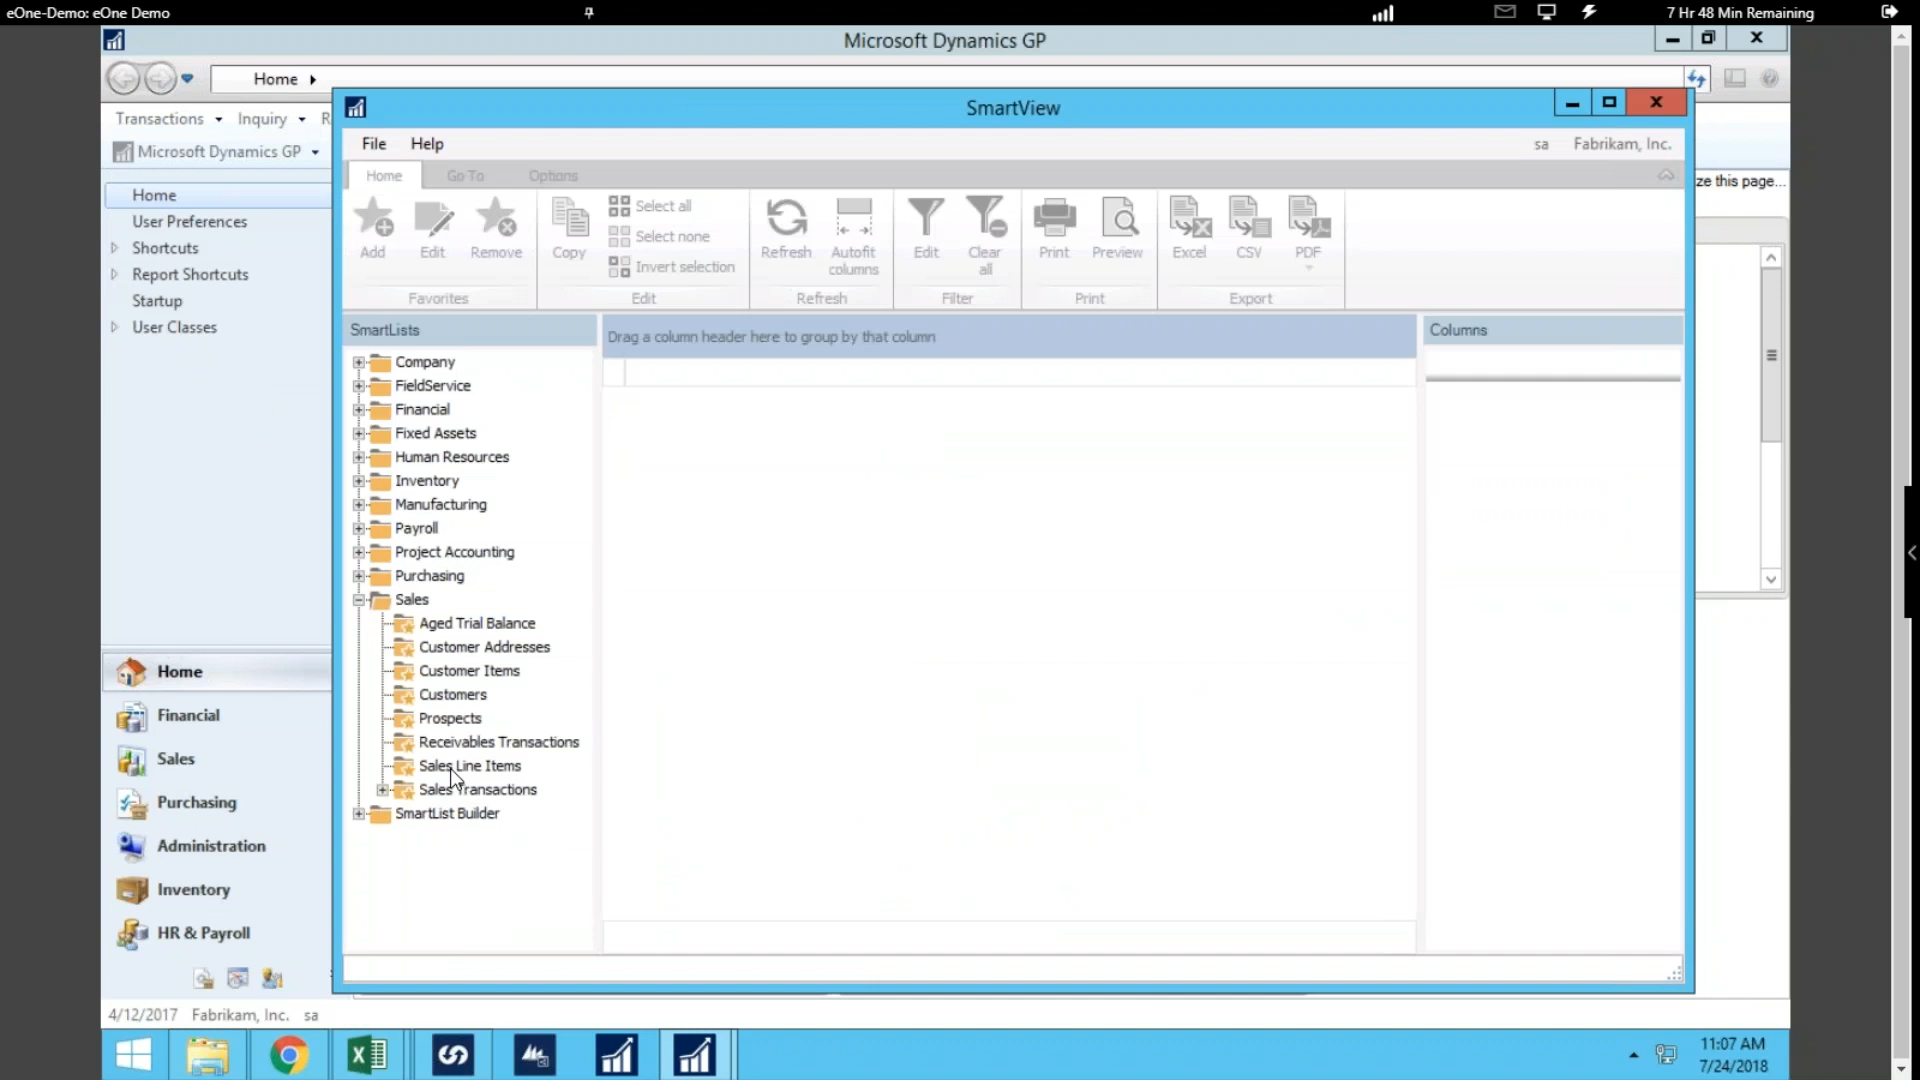 eOne-Demo: eOne Demo
7 Hr 48 Min Remaining
Microsoft Dynamics GP
Home
Transactions Inquiry R
Microsoft Dynamics GP
Home
User Preferences
Shortcuts
Report Shortcuts
Startup
User Classes
Home
Financial
Sales
Purchasing
Administration
Inventory
HR & Payroll
ze this page...
SmartView
File Help
sa Fabrikam, Inc.
Home Go To Options
Add
Edit
Remove
Favorites
Copy
Select all
Select none
Invert selection
Edit
Refresh
Autofit
columns
Refresh
Edit
Clear
all
Filter
Print
Preview
Print
Excel
CSV
PDF
Export
SmartLists
Company
FieldService
Financial
Fixed Assets
Human Resources
Inventory
Manufacturing
Payroll
Project Accounting
Purchasing
Sales
Aged Trial Balance
Customer Addresses
Customer Items
Customers
Prospects
Receivables Transactions
Sales Line Items
Sales Transactions
SmartList Builder
Drag a column header here to group by that column
Columns
4/12/2017 Fabrikam, Inc. sa
11:07 AM
7/24/2018